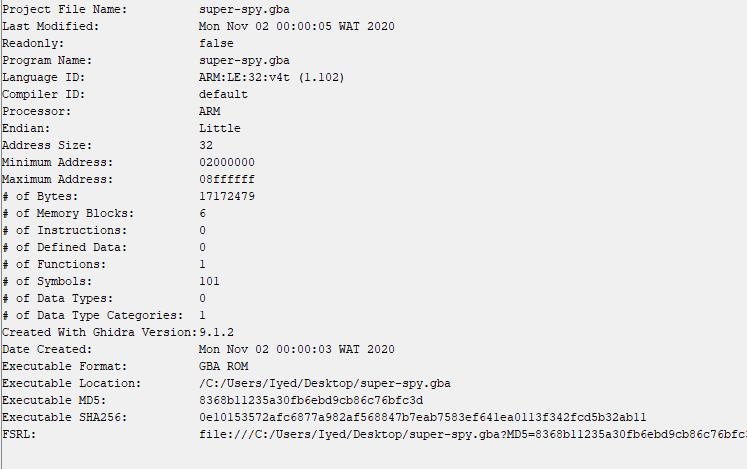 Project File Name: super-spy.gba
Last Modified: Mon Nov 02 00:00:05 WAT 2020
Readonly: false
Program Name: super-spy.gba
Language ID: ARM:LE:32:v4t (1.102)
Compiler ID: default
Processor: ARM
Endian: Little
Address Size: 32
Minimum Address: 02000000
Maximum Address: 08ffffff
# of Bytes: 17172479
# of Memory Blocks: 6
# of Instructions: 0
# of Defined Data: 0
# of Functions: 1
# of Symbols: 101
# of Data Types: 0
# of Data Type Categories: 1
Created With Ghidra Version: 9.1.2
Date Created: Mon Nov 02 00:00:03 WAT 2020
Executable Format: GBA ROM
Executable Location: /C:/Users/Iyed/Desktop/super-spy.gba
Executable MD5: 8368b11235a30fb6ebd9cb86c76bfc3d
Executable SHA256: 0e10153572afc6877a982af568847b7eab7583ef641ea0113f342fcd5b32ab11
FSRL: file:///C:/Users/Iyed/Desktop/super-spy.gba?MD5=8368b11235a30fb6ebd9cb86c76bfc3